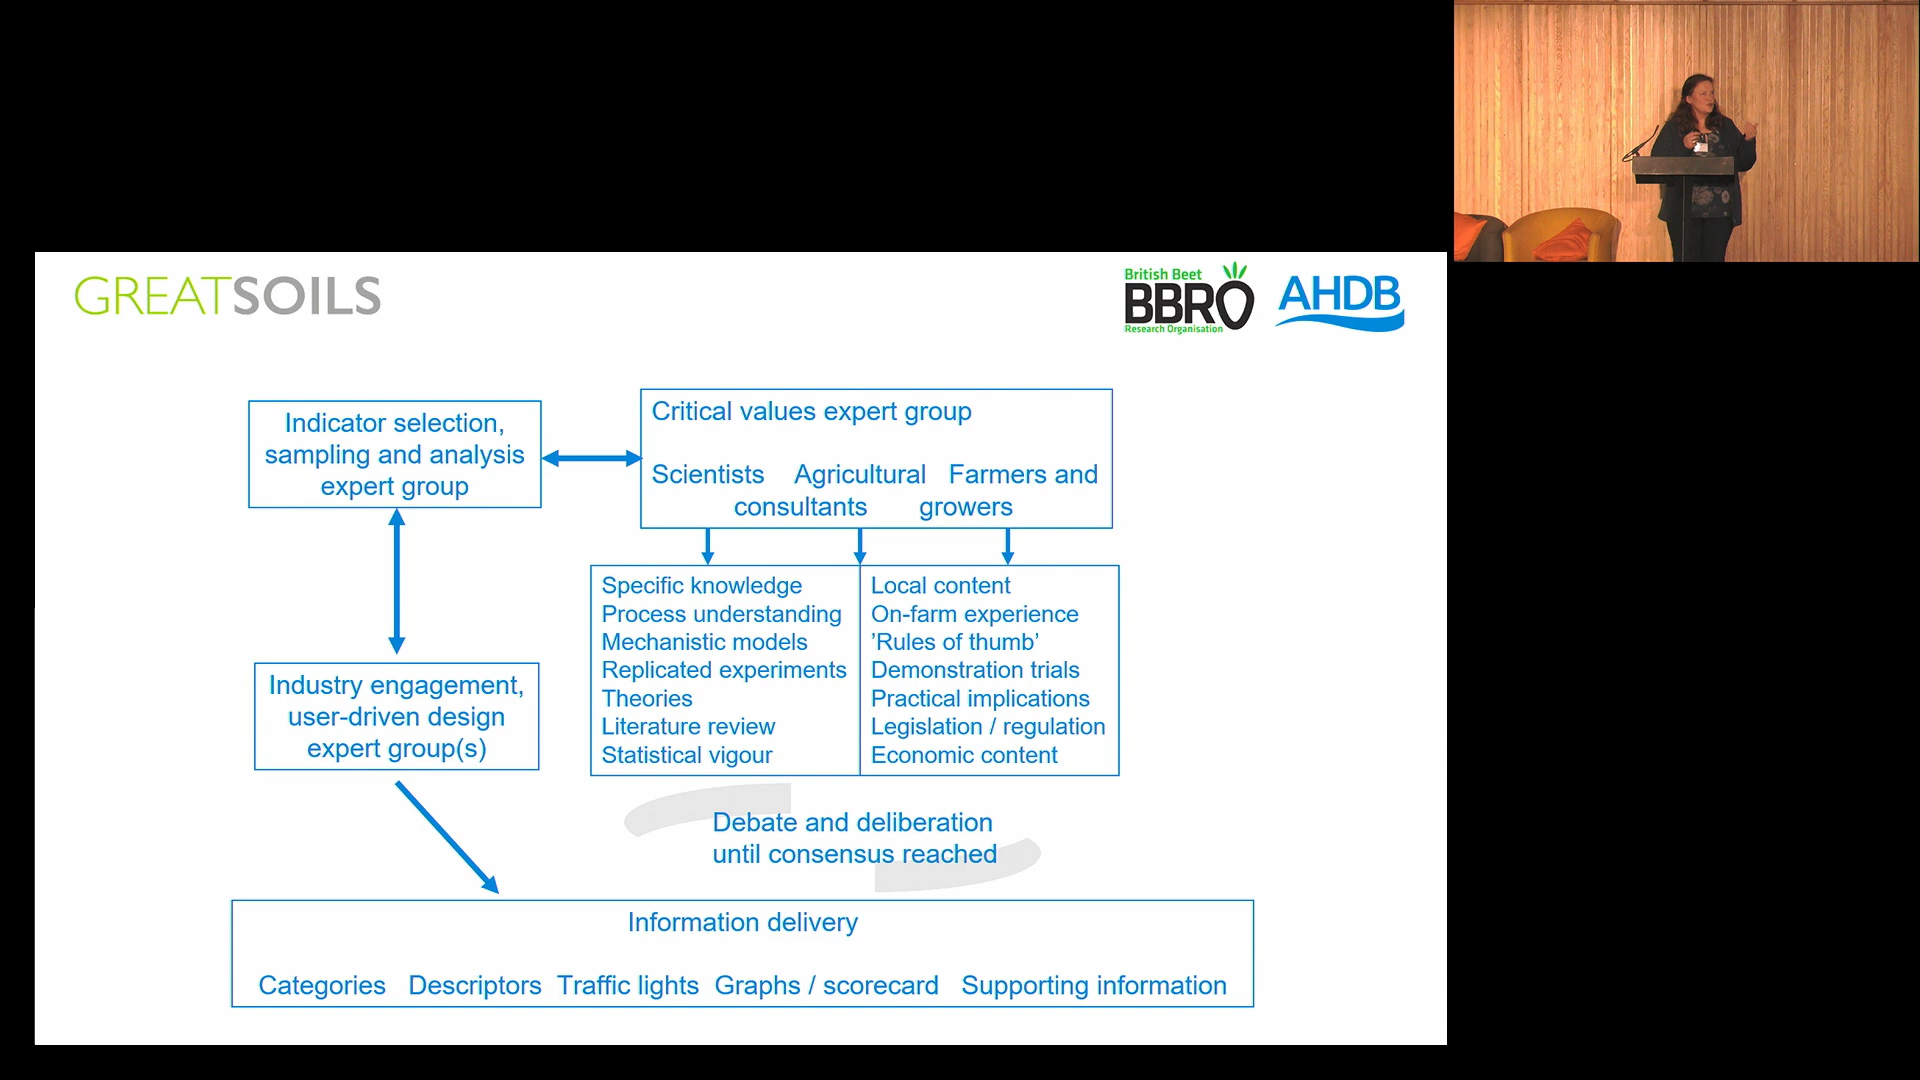 GREATSOILS
British Beet
BBRO
Research Organisation
AHDB
Indicator selection,
sampling and analysis
expert group
Critical values expert group
Scientists Agricultural Farmers and
consultants growers
Specific knowledge
Process understanding
Mechanistic models
Replicated experiments
Theories
Literature review
Statistical vigour
Local content
On-farm experience
’Rules of thumb’
Demonstration trials
Practical implications
Legislation / regulation
Economic content
Industry engagement,
user-driven design
expert group(s)
Debate and deliberation
until consensus reached
Information delivery
Categories Descriptors Traffic lights Graphs / scorecard Supporting information